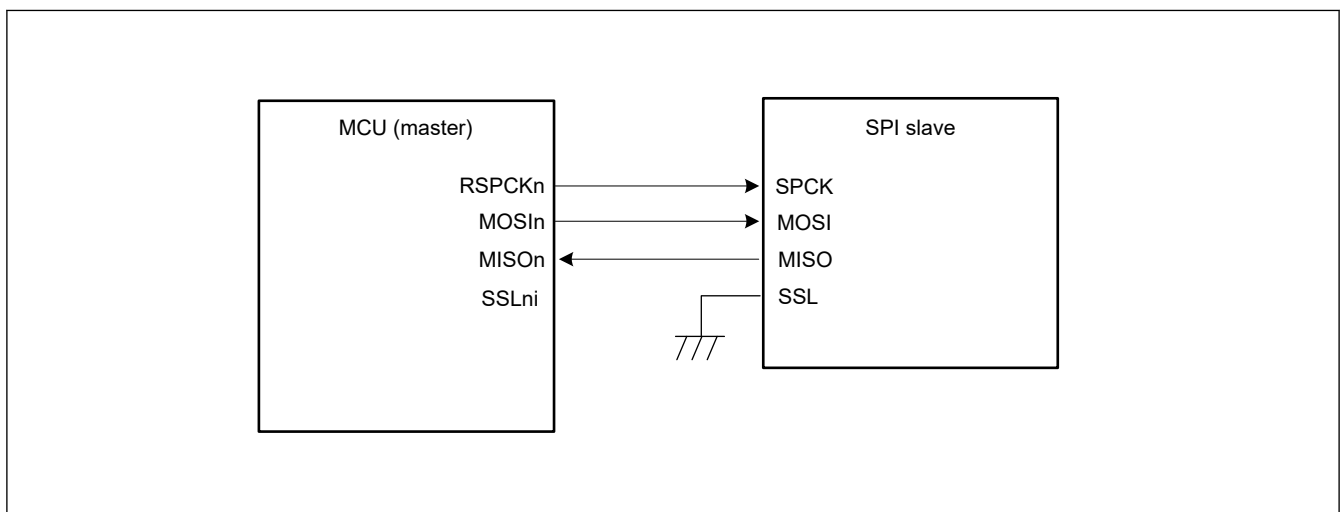 MCU (master)
SPI slave
RSPCKn
SPCK
MOSIn
MOSI
MISOn
MISO
SSLni
SSL